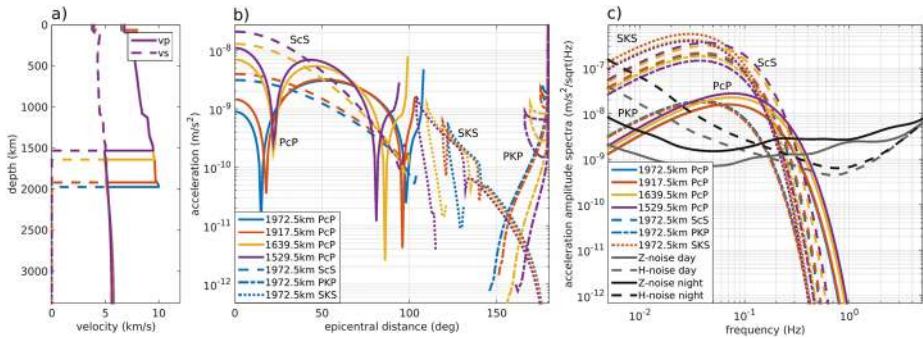 a)
0
500
1000
1500
2000
2500
3000
depth (km)
0
5
10
velocity (km/s)
vp
vs
b)
10^-8
10^-9
10^-10
10^-11
10^-12
acceleration (m/s²)
0
50
100
150
epicentral distance (deg)
ScS
PcP
SKS
PKP
1972.5km PcP
1917.5km PcP
1639.5km PcP
1529.5km PcP
1972.5km ScS
1972.5km PKP
1972.5km SKS
c)
10^-7
10^-8
10^-9
10^-10
10^-11
10^-12
acceleration amplitude spectra (m/s²/sqrt(Hz)
10^-2
10^-1
10^0
frequency (Hz)
SKS
ScS
PcP
PKP
1972.5km PcP
1917.5km PcP
1639.5km PcP
1529.5km PcP
1972.5km ScS
1972.5km PKP
1972.5km SKS
Z-noise day
H-noise day
Z-noise night
H-noise night